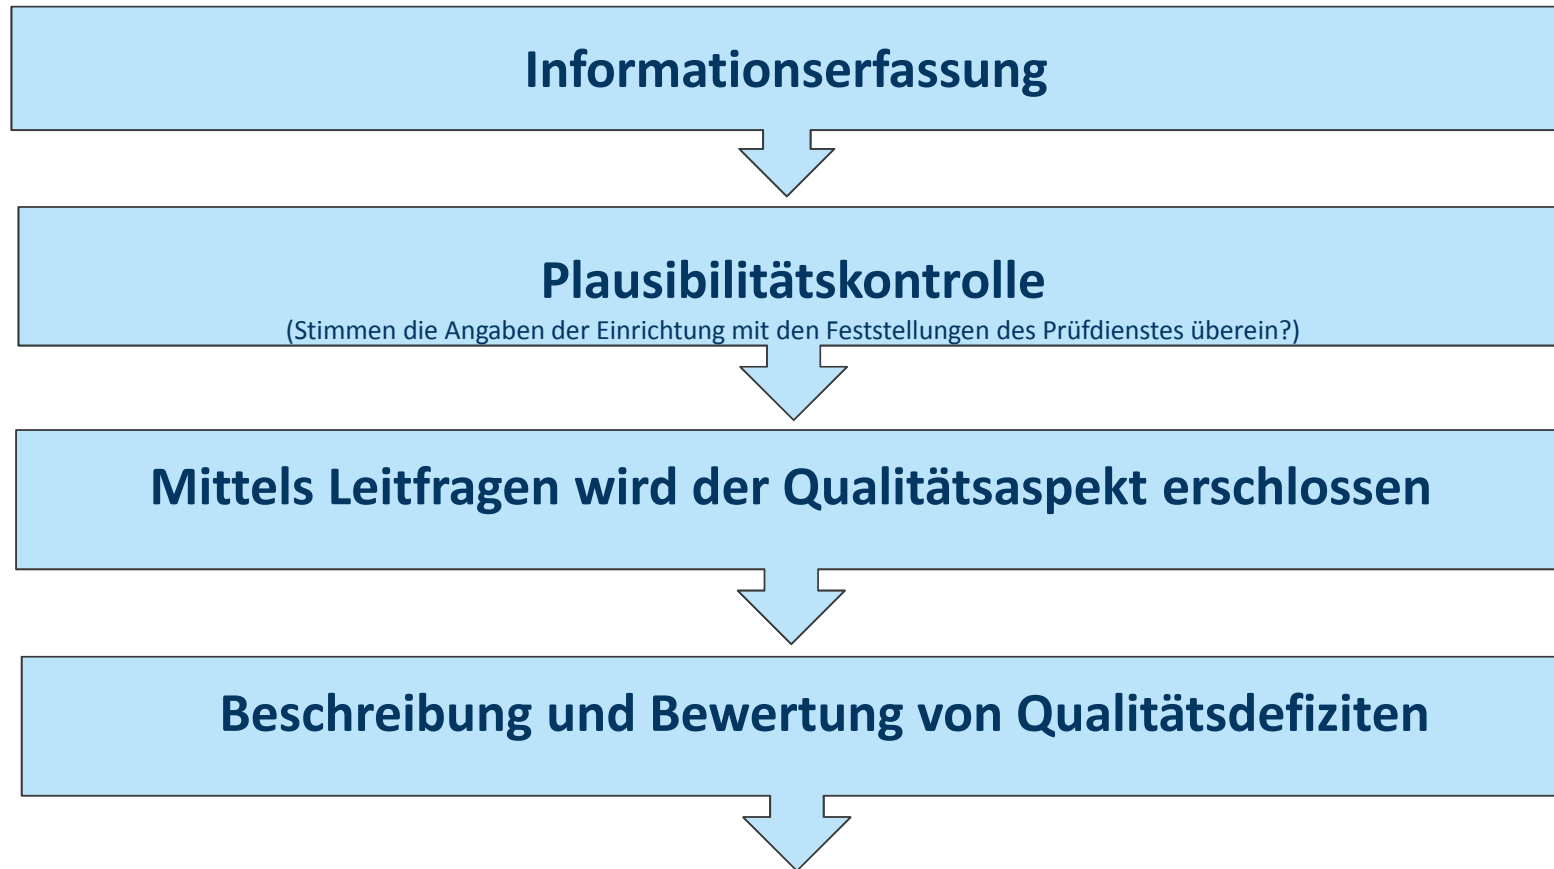 Informationserfassung
Plausibilitätskontrolle
(Stimmen die Angaben der Einrichtung mit den Feststellungen des Prüfdienstes überein?)
Mittels Leitfragen wird der Qualitätsaspekt erschlossen
Beschreibung und Bewertung von Qualitätsdefiziten